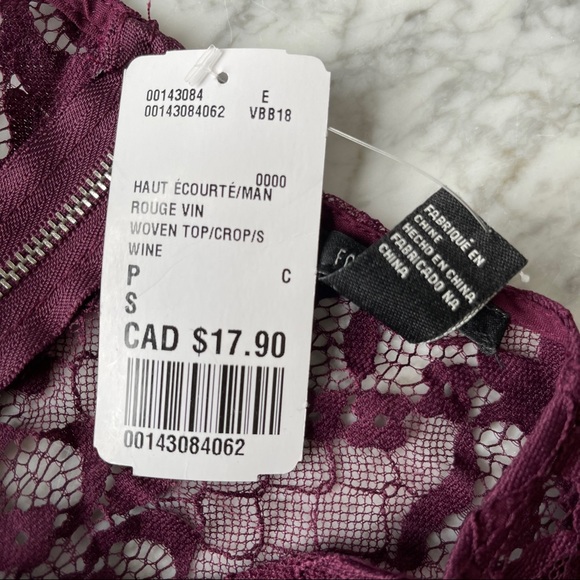 00143084 E
00143084062 VBB18
0000
HAUT ÉCOURTÉ/MAN
ROUGE VIN
WOVEN TOP/CROP/S
WINE
P C
S
CAD $17.90
00143084062
FABRIQUÉ EN
CHINE
HECHO EN CHINA
FABRICADO NA
CHINA